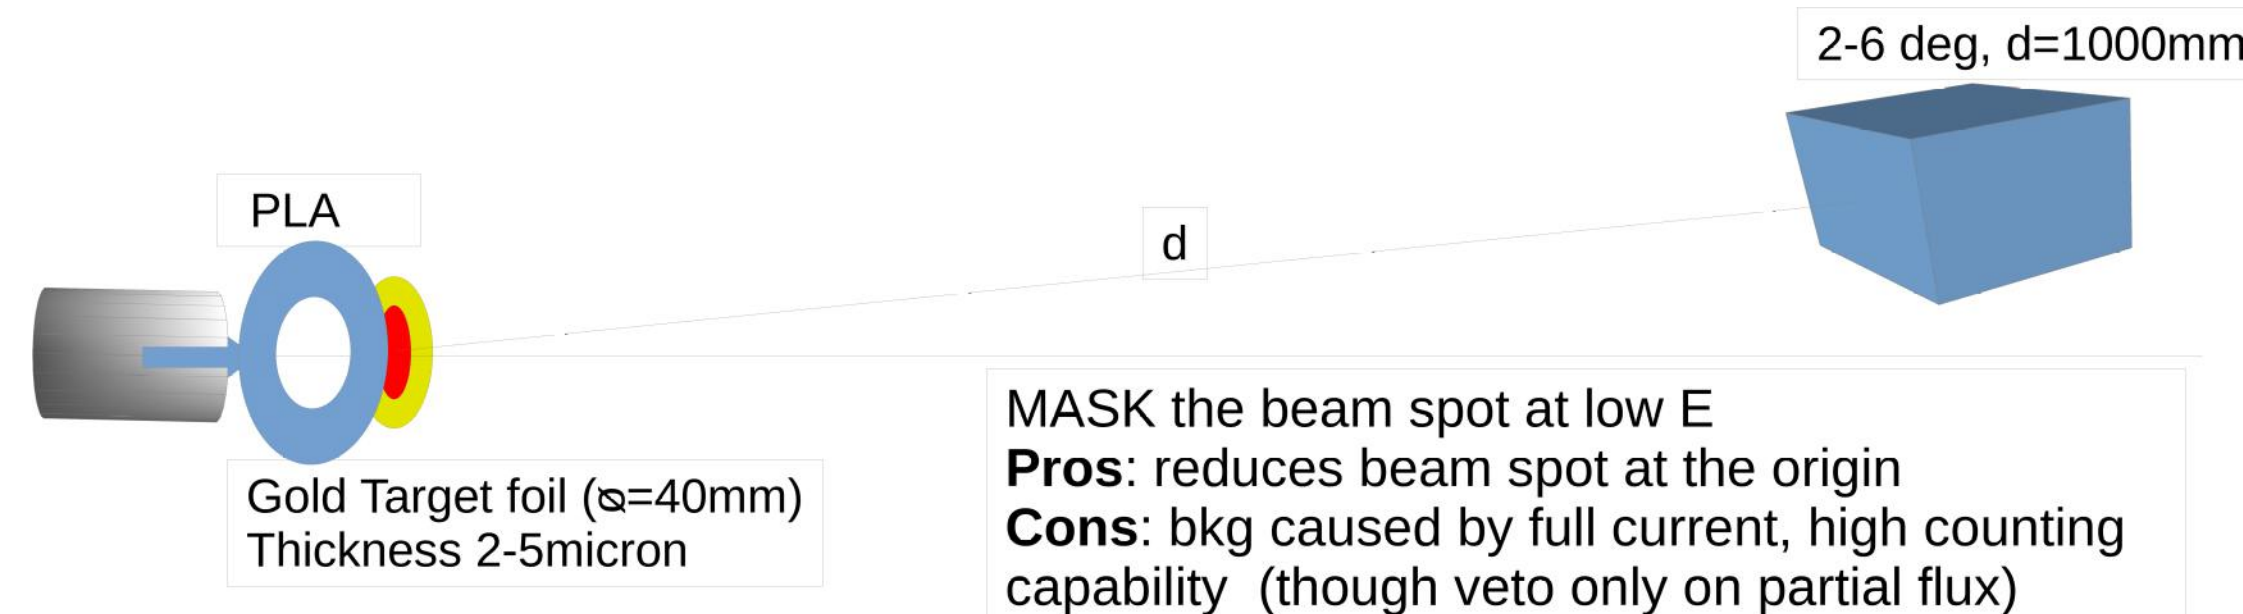 2-6 deg, d=1000mm
PLA
d
Gold Target foil (ᴓ=40mm)
Thickness 2-5micron
MASK the beam spot at low E
Pros: reduces beam spot at the origin
Cons: bkg caused by full current, high counting
capability (though veto only on partial flux)